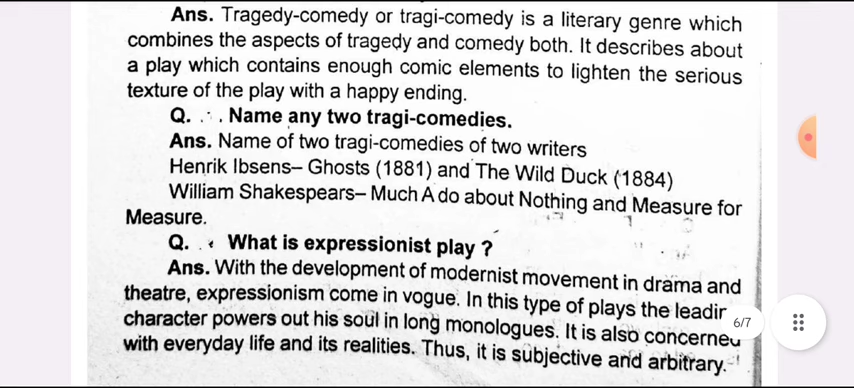 Ans. Tragedy-comedy or tragi-comedy is a literary genre which
combines the aspects of tragedy and comedy both. It describes about
a play which contains enough comic elements to lighten the serious
texture of the play with a happy ending.
Q. Name any two tragi-comedies.
Ans. Name of two tragi-comedies of two writers
Henrik Ibsens– Ghosts (1881) and The Wild Duck (1884)
William Shakespears– Much A do about Nothing and Measure for
Measure.
Q. What is expressionist play ?
Ans. With the development of modernist movement in drama and
theatre, expressionism come in vogue. In this type of plays the
character powers out his soul in long monologues. It is also
with everyday life and its realities. Thus, it is subjective and arbitrary.
6/7